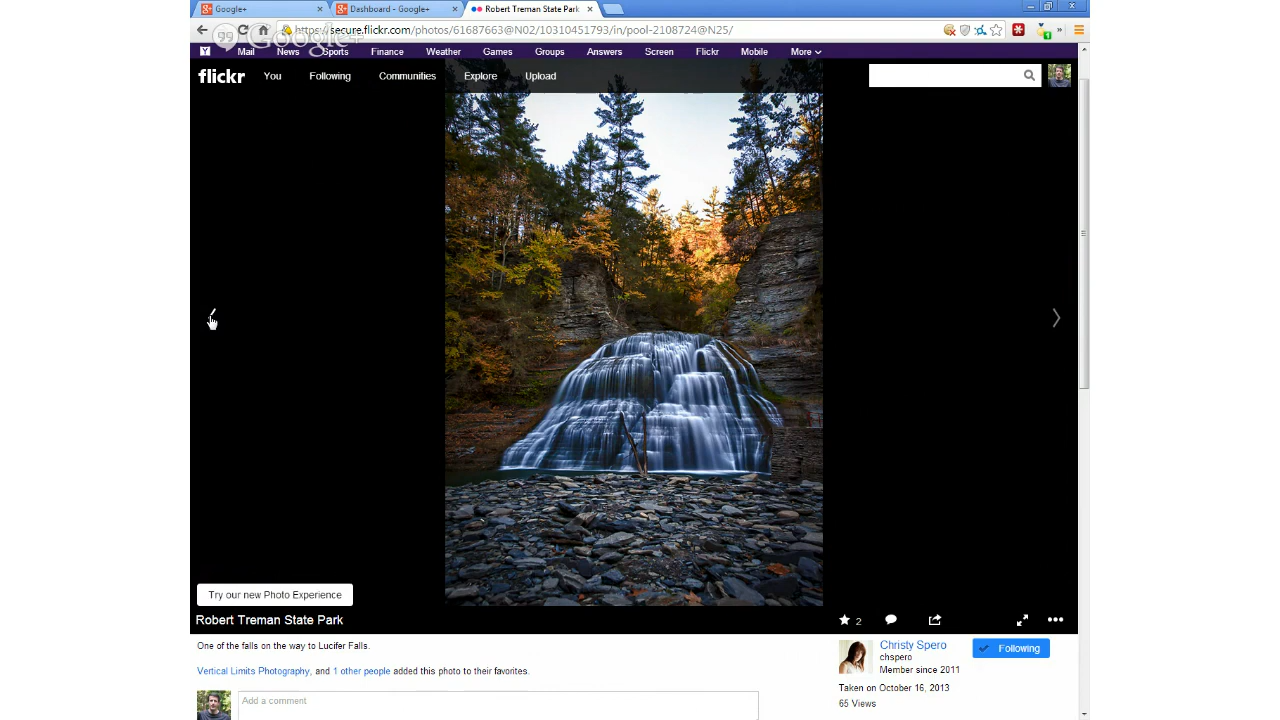 Google+
Dashboard - Google+
Robert Treman State Park
https://secure.flickr.com/photos/61687663@N02/10310451793/in/pool-2108724@N25/
Google+
Mail News Sports Finance Weather Games Groups Answers Screen Flickr Mobile More
flickr You Following Communities Explore Upload
Try our new Photo Experience
Robert Treman State Park
2
One of the falls on the way to Lucifer Falls.
Vertical Limits Photography, and 1 other people added this photo to their favorites.
Add a comment
Christy Spero
chspero
Member since 2011
Following
Taken on October 16, 2013
65 Views